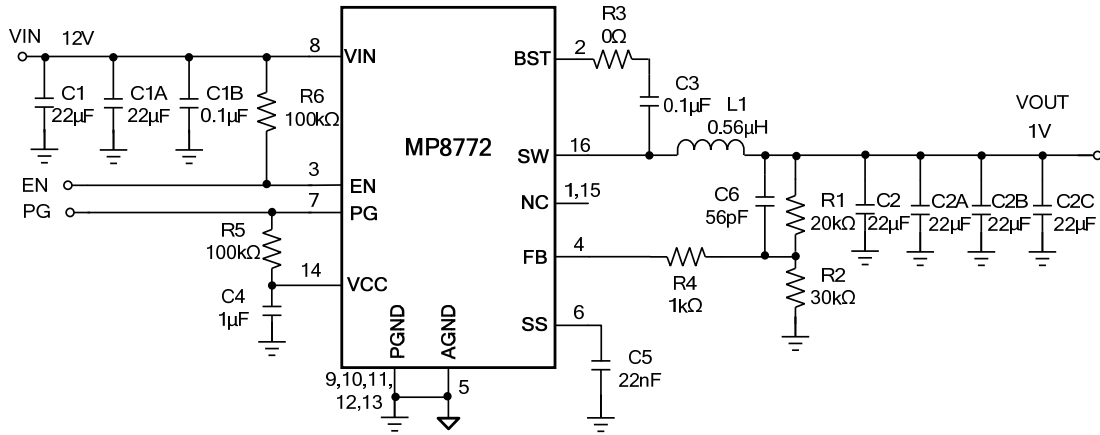 VIN 12V
8
VIN
C1
22µF
C1A
22µF
C1B
0.1µF
R6
100kΩ
EN
3
EN
PG
7
PG
R5
100kΩ
14
VCC
C4
1µF
MP8772
PGND
AGND
9,10,11,
12,13
5
BST
2
R3
0Ω
C3
0.1µF
L1
0.56µH
SW
16
NC
1,15
FB
4
R4
1kΩ
C6
56pF
R1
20kΩ
R2
30kΩ
C2
22µF
C2A
22µF
C2B
22µF
C2C
22µF
VOUT
1V
SS
6
C5
22nF